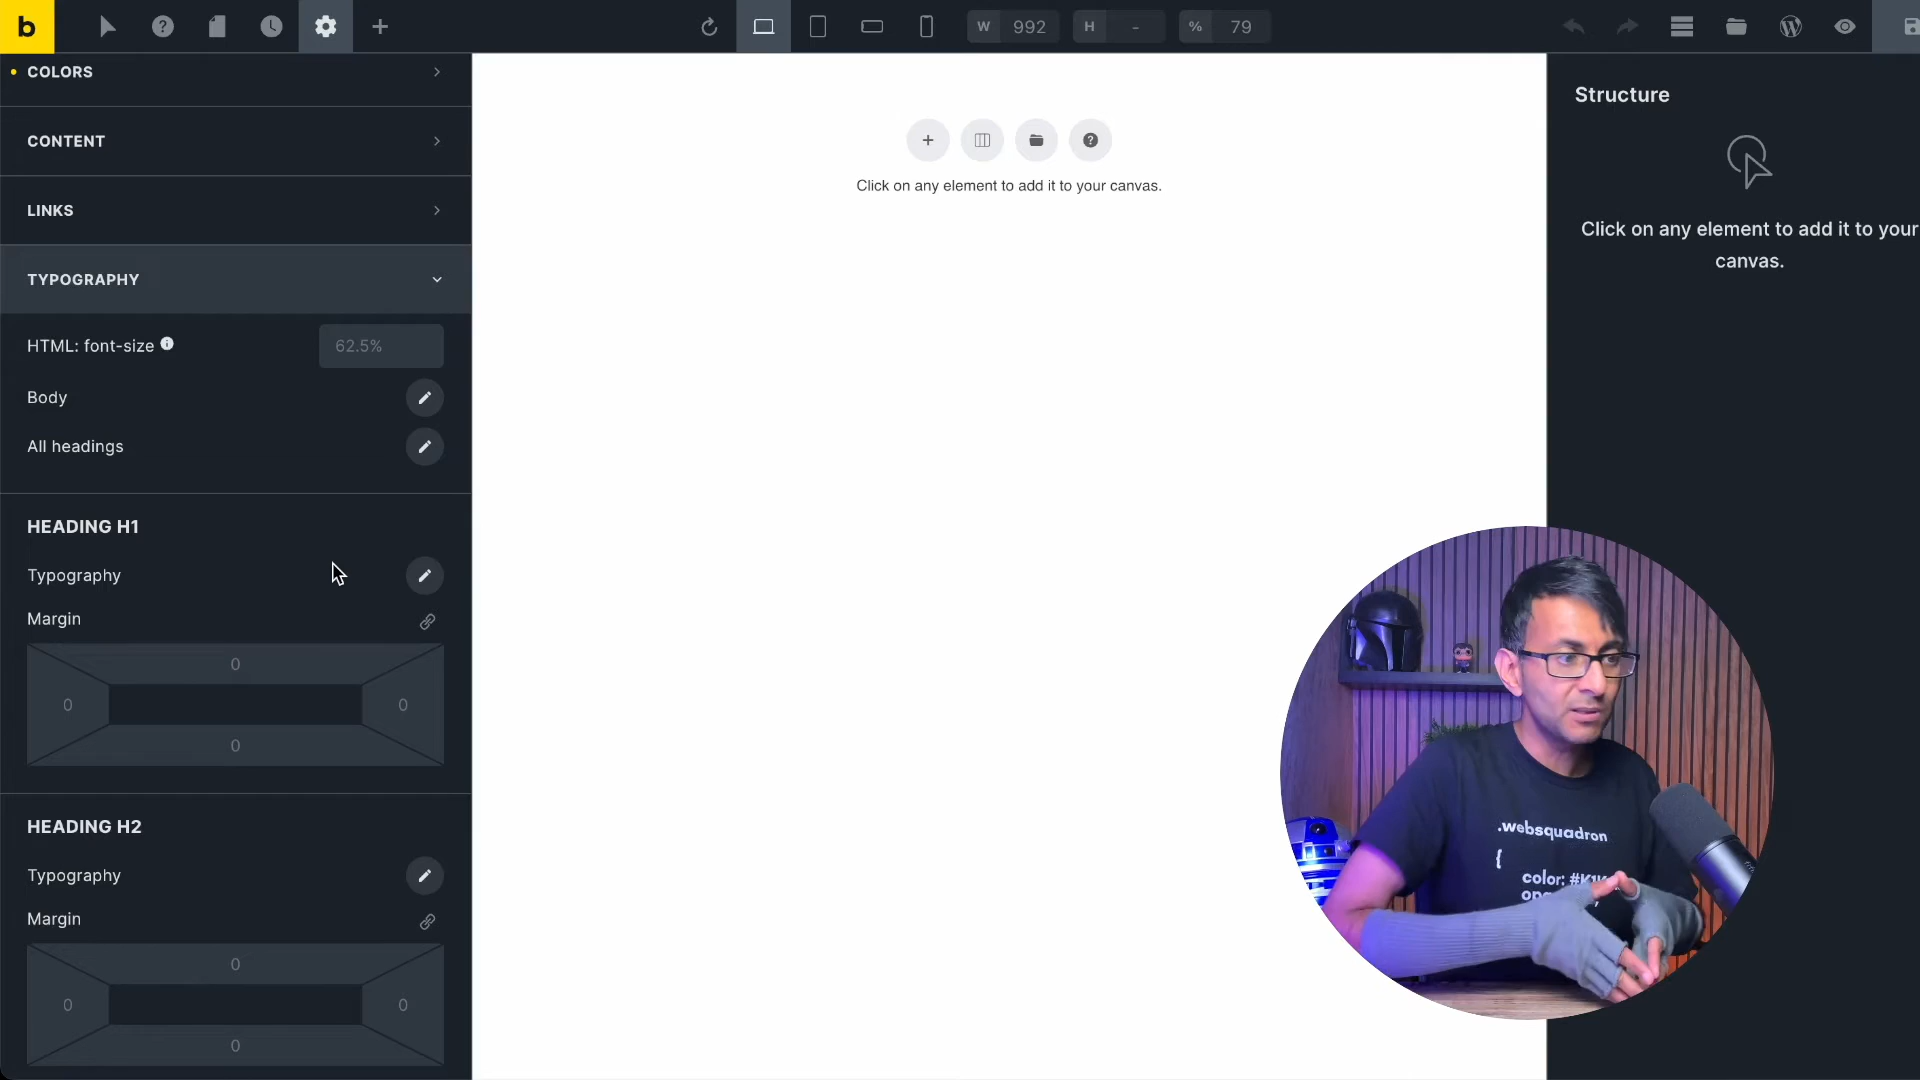 b
W 992
H -
% 79
COLORS
CONTENT
LINKS
TYPOGRAPHY
HTML: font-size
62.5%
Body
All headings
HEADING H1
Typography
Margin
0
0
0
0
HEADING H2
Typography
Margin
0
0
0
0
Click on any element to add it to your canvas.
Structure
Click on any element to add it to your
canvas.
.websquadron
{
color: